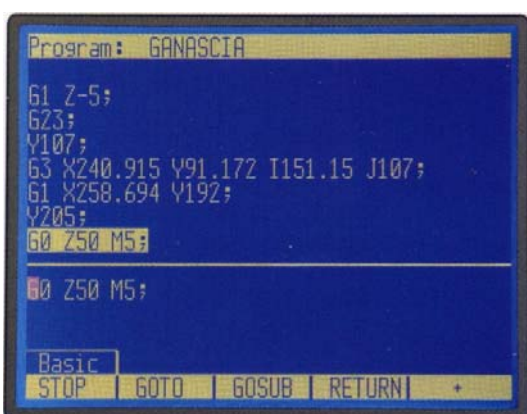 Program: GANASCIA
G1 Z-5;
G23;
Y107;
G3 X240.915 Y91.172 I151.15 J107;
G1 X258.694 Y192;
Y205;
G0 Z50 M5;
G0 Z50 M5;
Basic
STOP GOTO GOSUB RETURN +